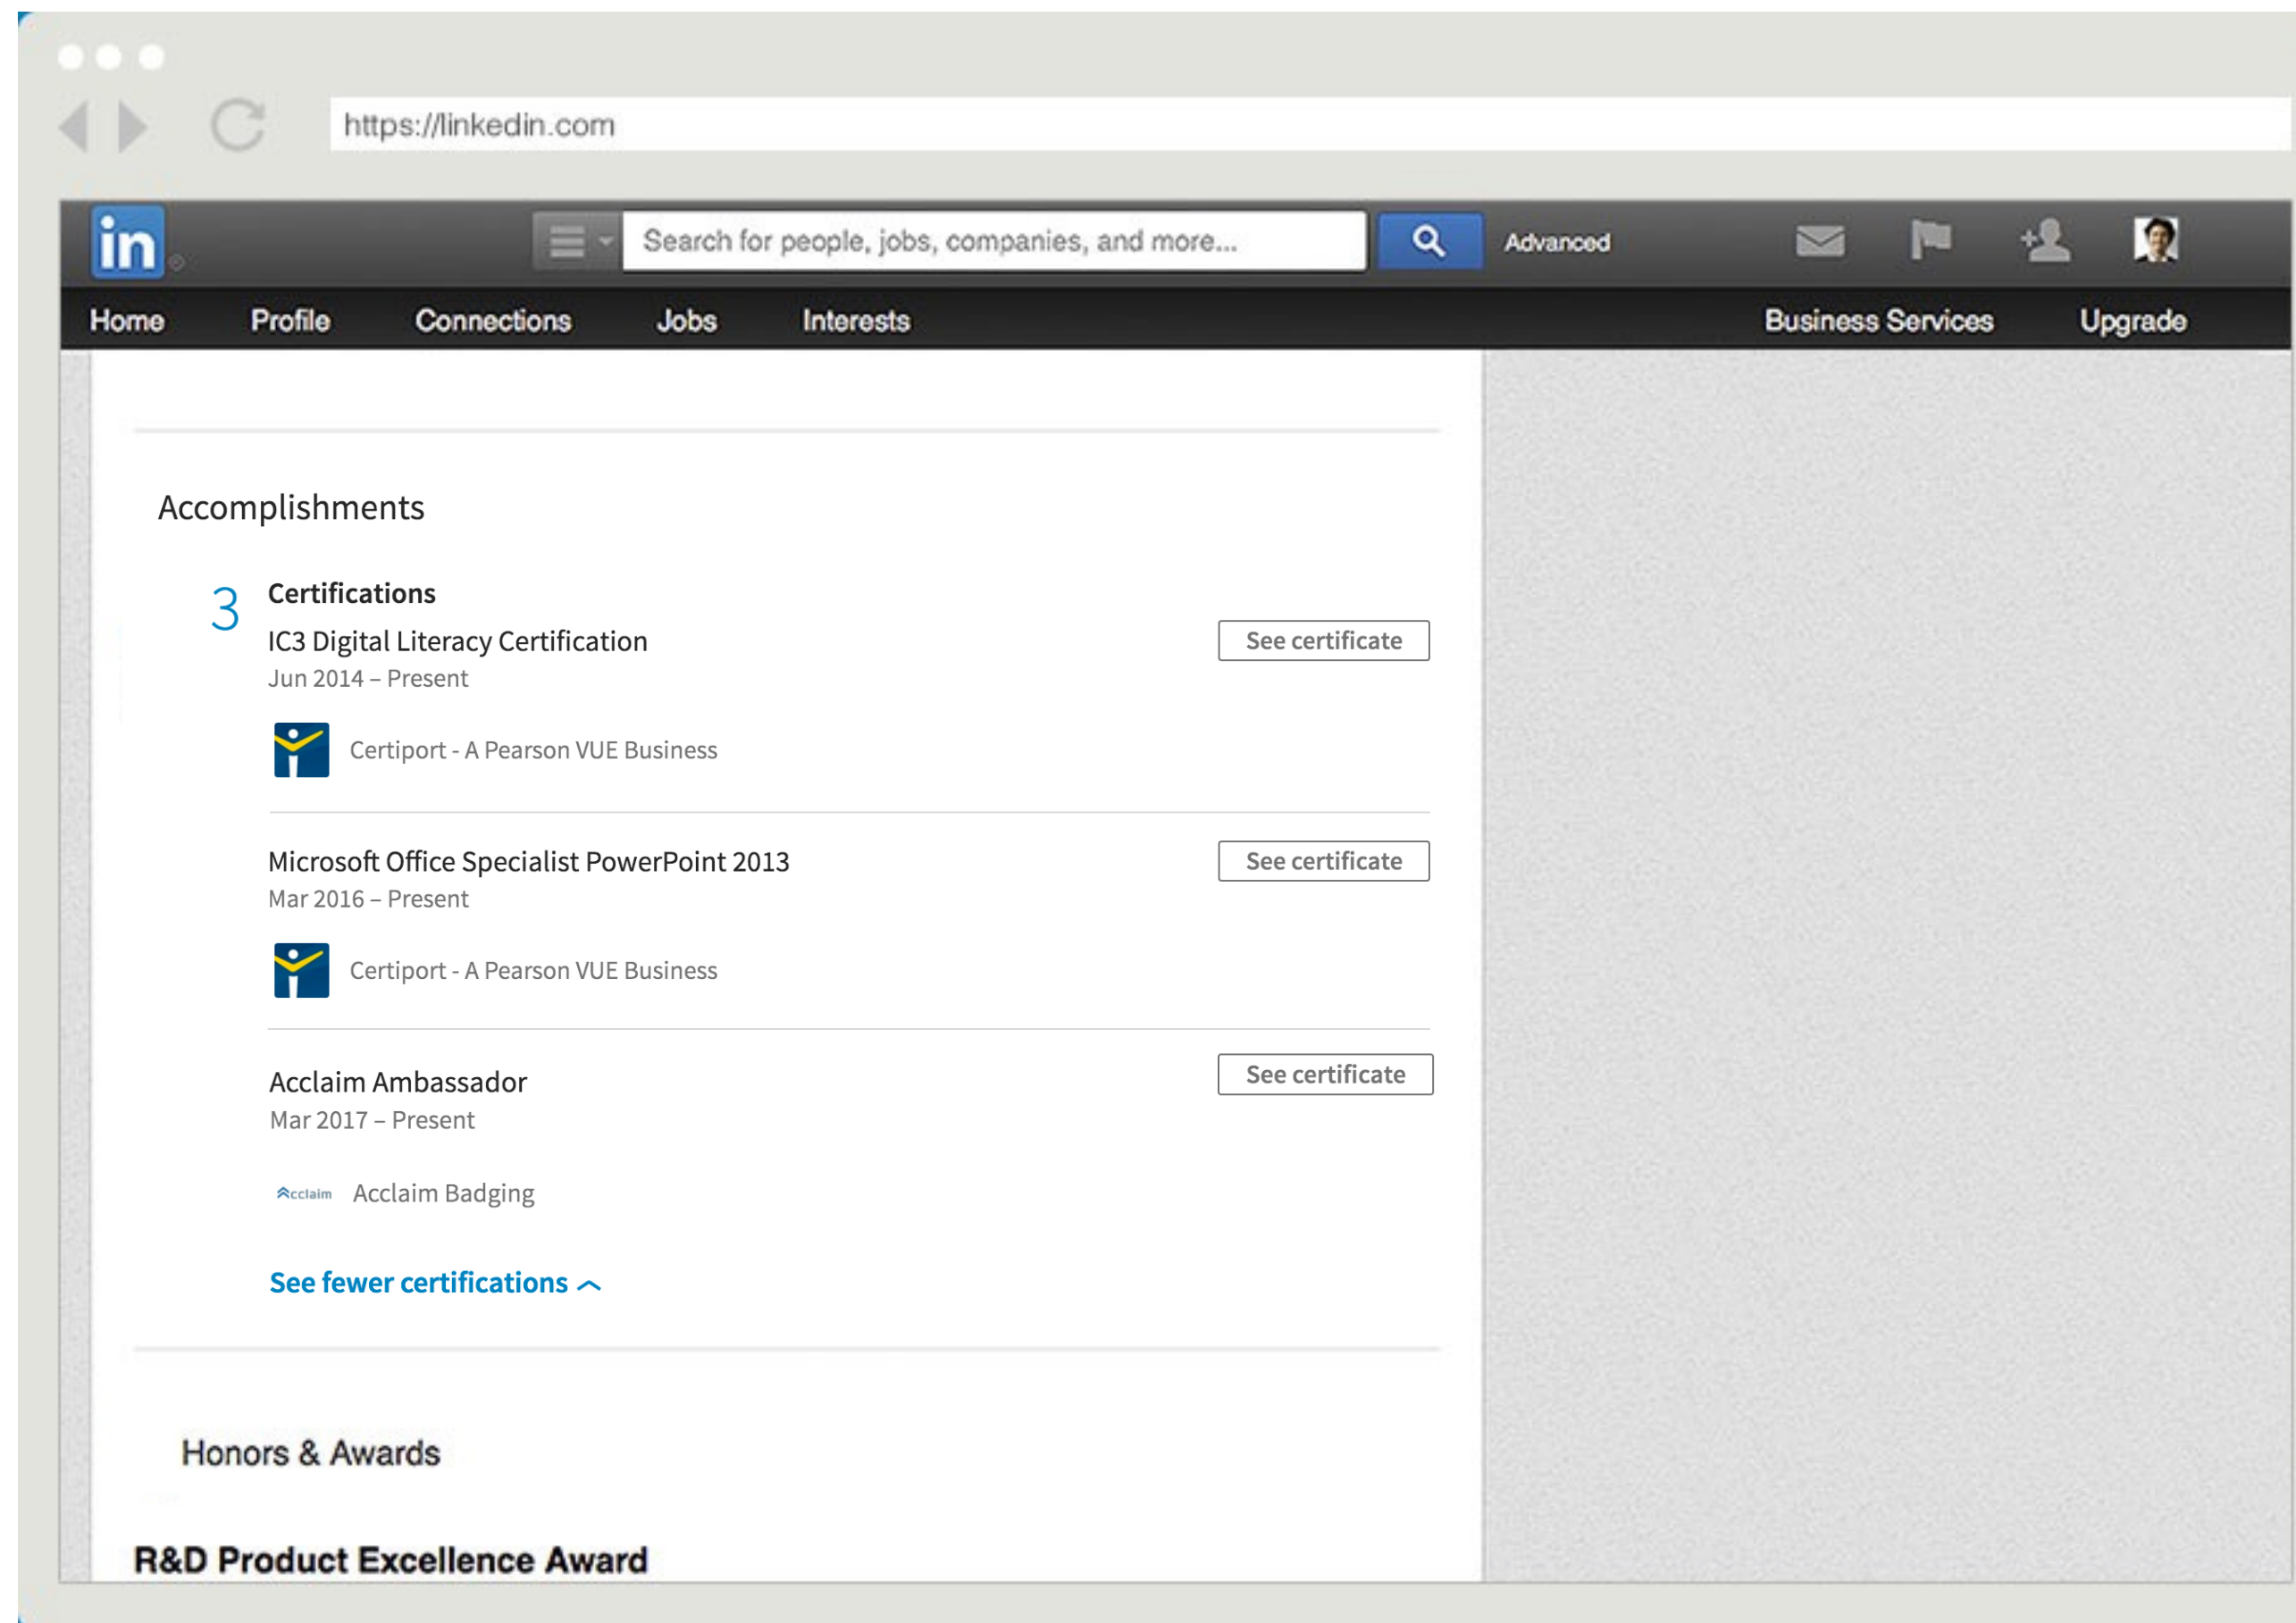 https://linkedin.com
in
Search for people, jobs, companies, and more...
Advanced
Home Profile Connections Jobs Interests Business Services Upgrade
Accomplishments
3 Certifications
IC3 Digital Literacy Certification See certificate
Jun 2014 – Present
Certiport - A Pearson VUE Business
Microsoft Office Specialist PowerPoint 2013 See certificate
Mar 2016 – Present
Certiport - A Pearson VUE Business
Acclaim Ambassador See certificate
Mar 2017 – Present
Acclaim Acclaim Badging
See fewer certifications
Honors & Awards
R&D Product Excellence Award